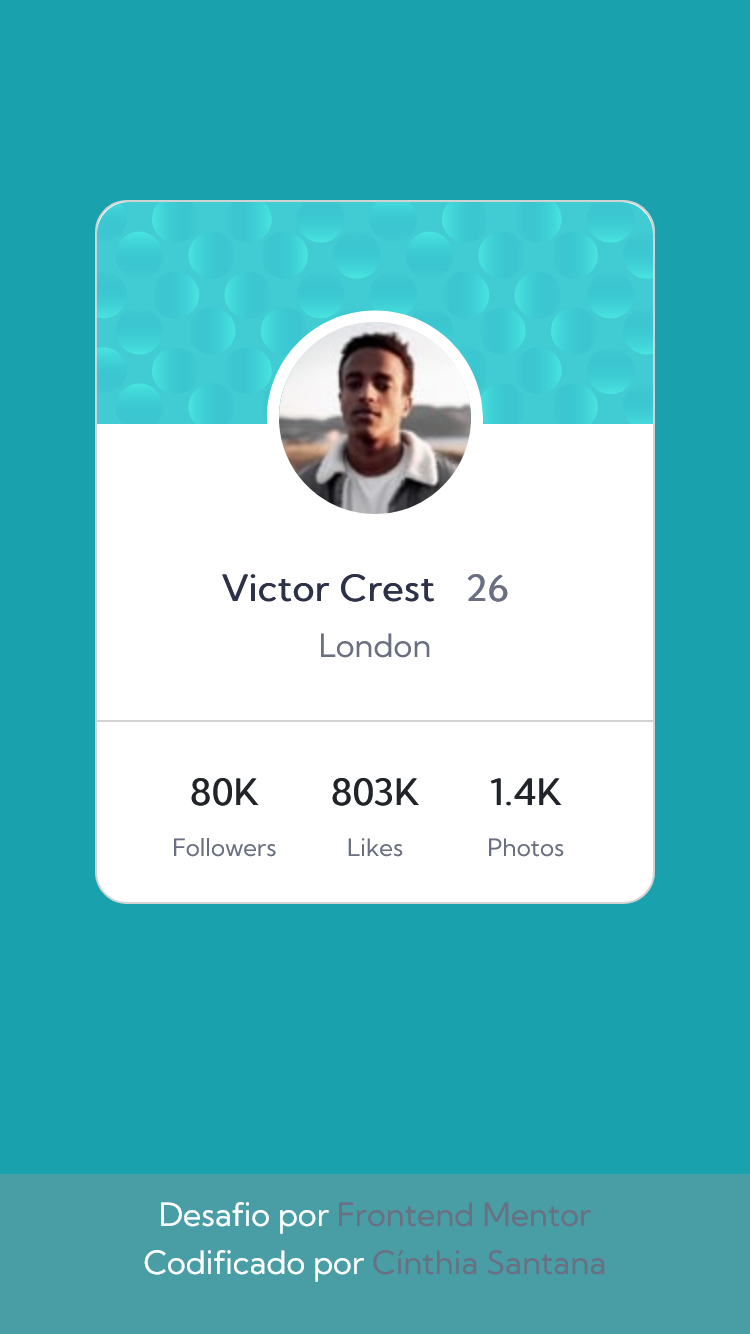 Victor Crest 26
London
80K 803K 1.4K
Followers Likes Photos
Desafio por Frontend Mentor
Codificado por Cínthia Santana